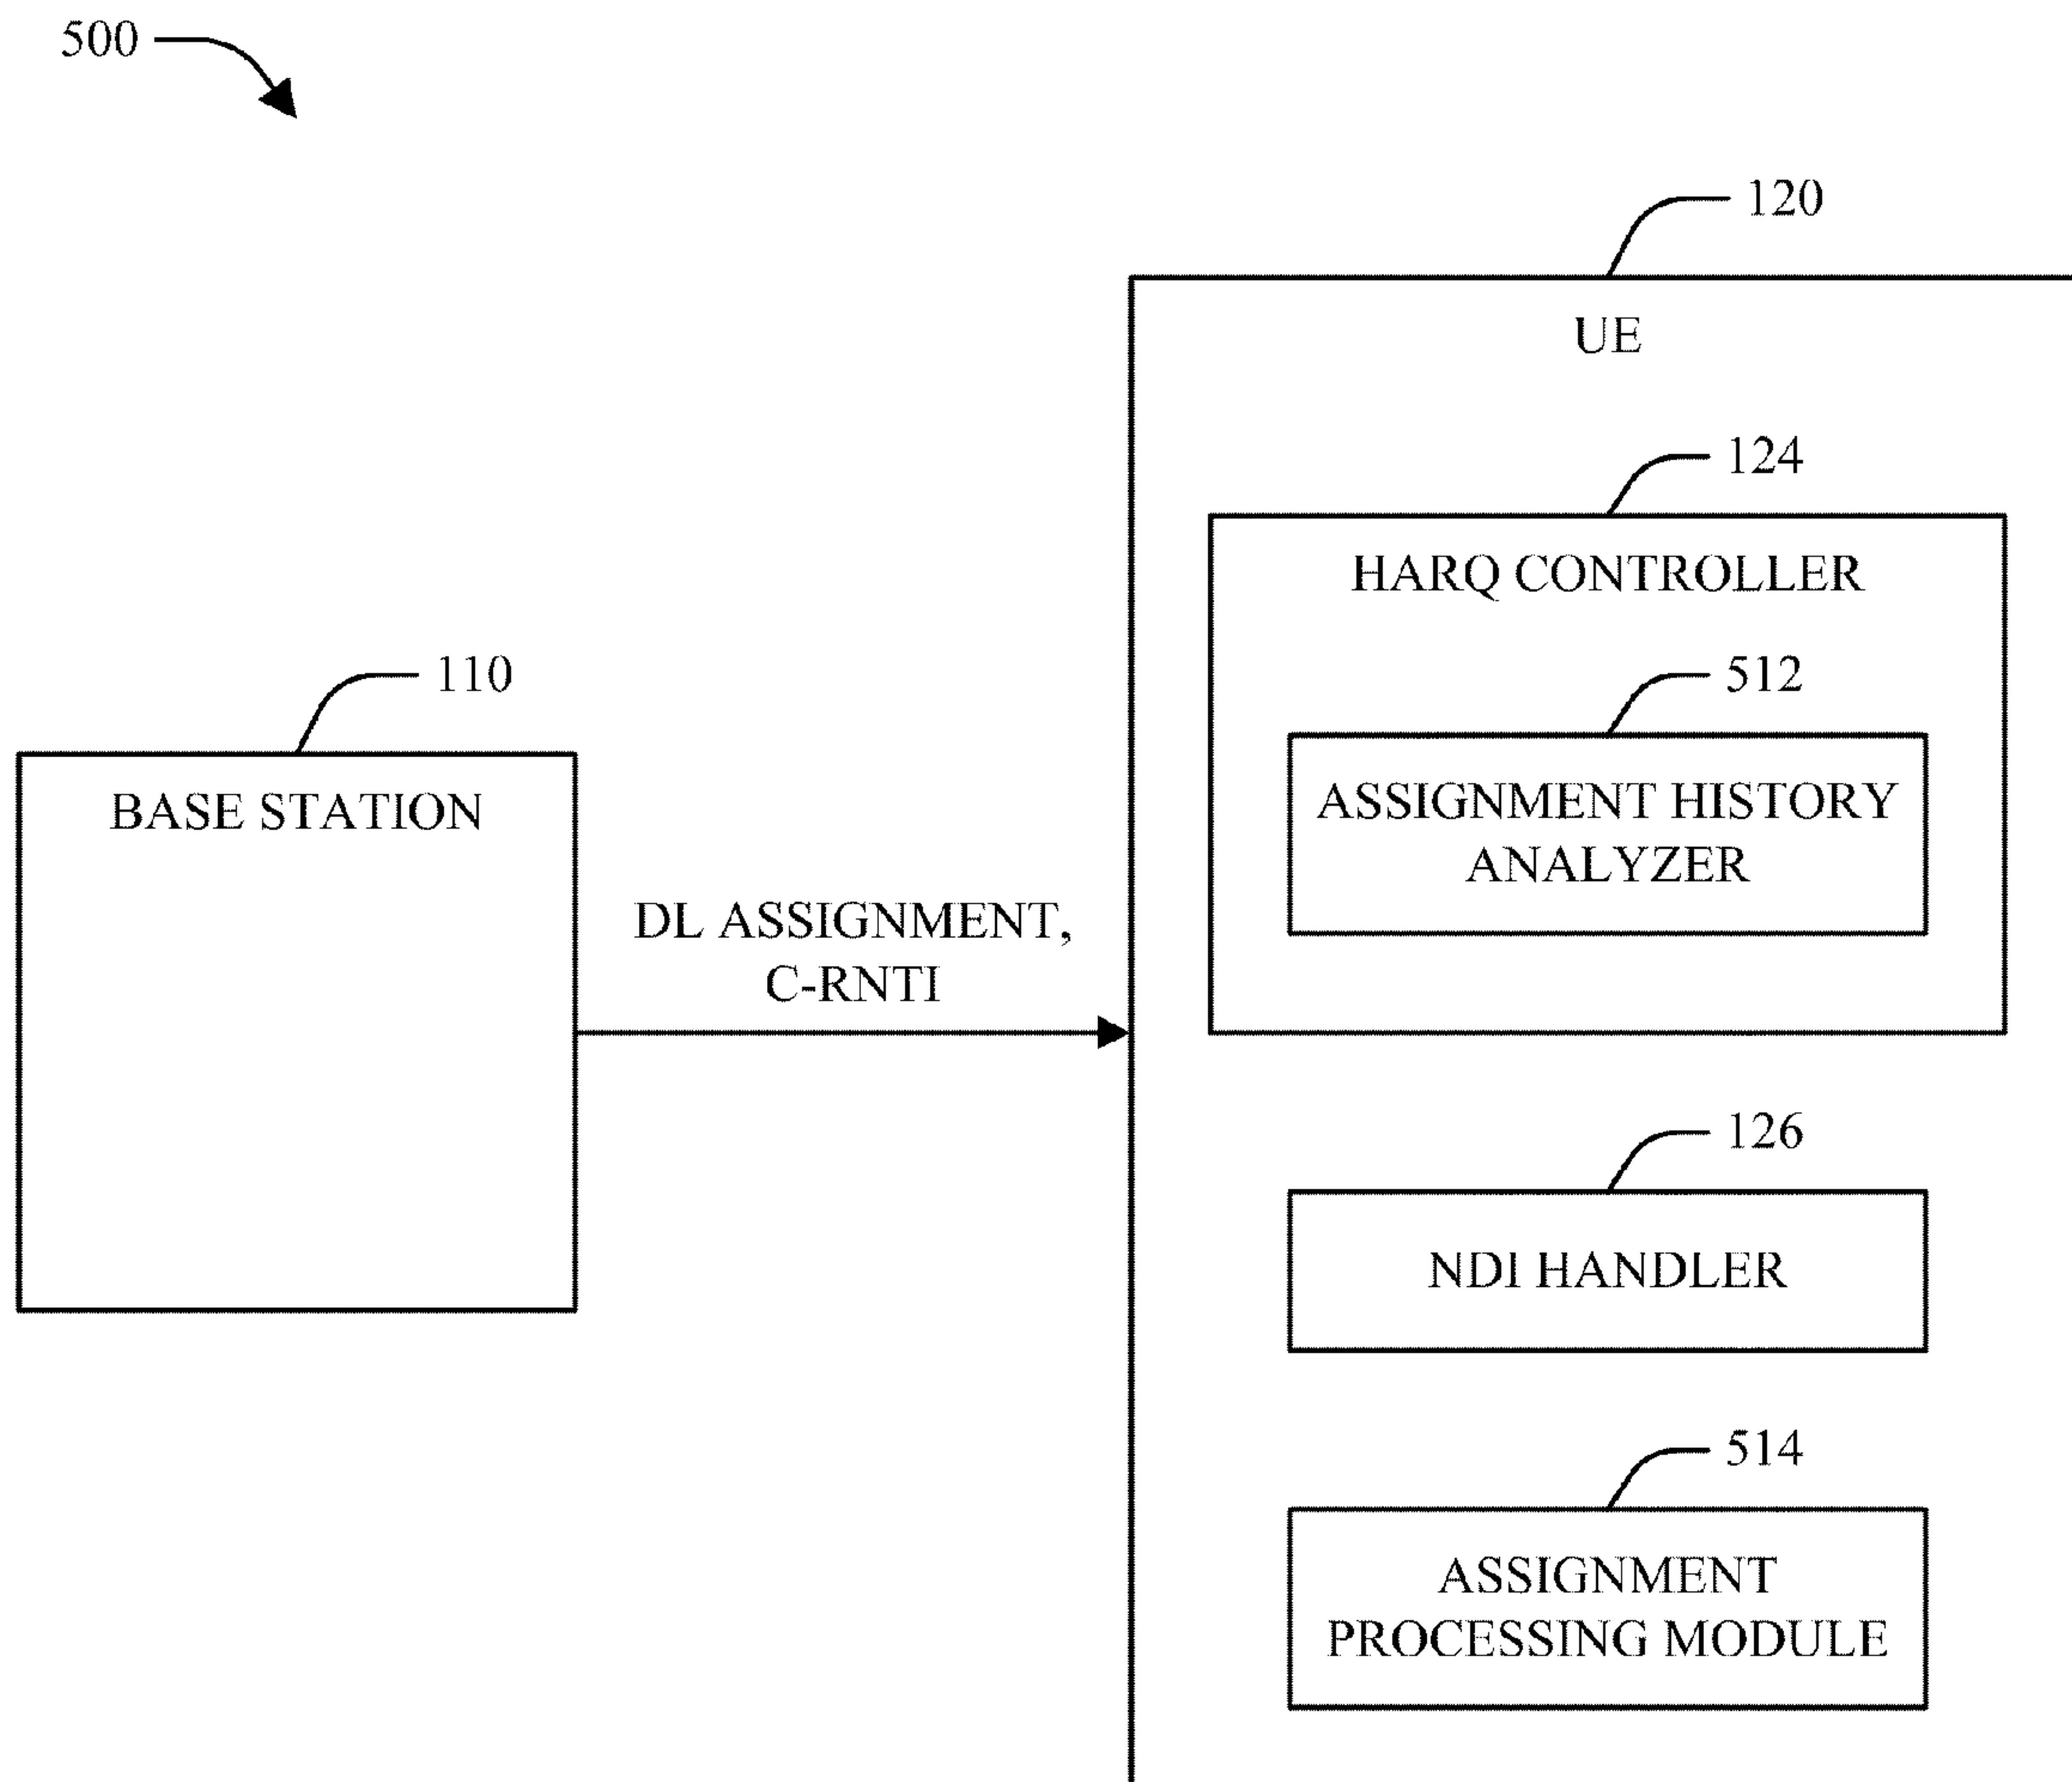 500
120
UE
124
HARQ CONTROLLER
512
ASSIGNMENT HISTORY
ANALYZER
110
BASE STATION
DL ASSIGNMENT,
C-RNTI
126
NDI HANDLER
514
ASSIGNMENT
PROCESSING MODULE